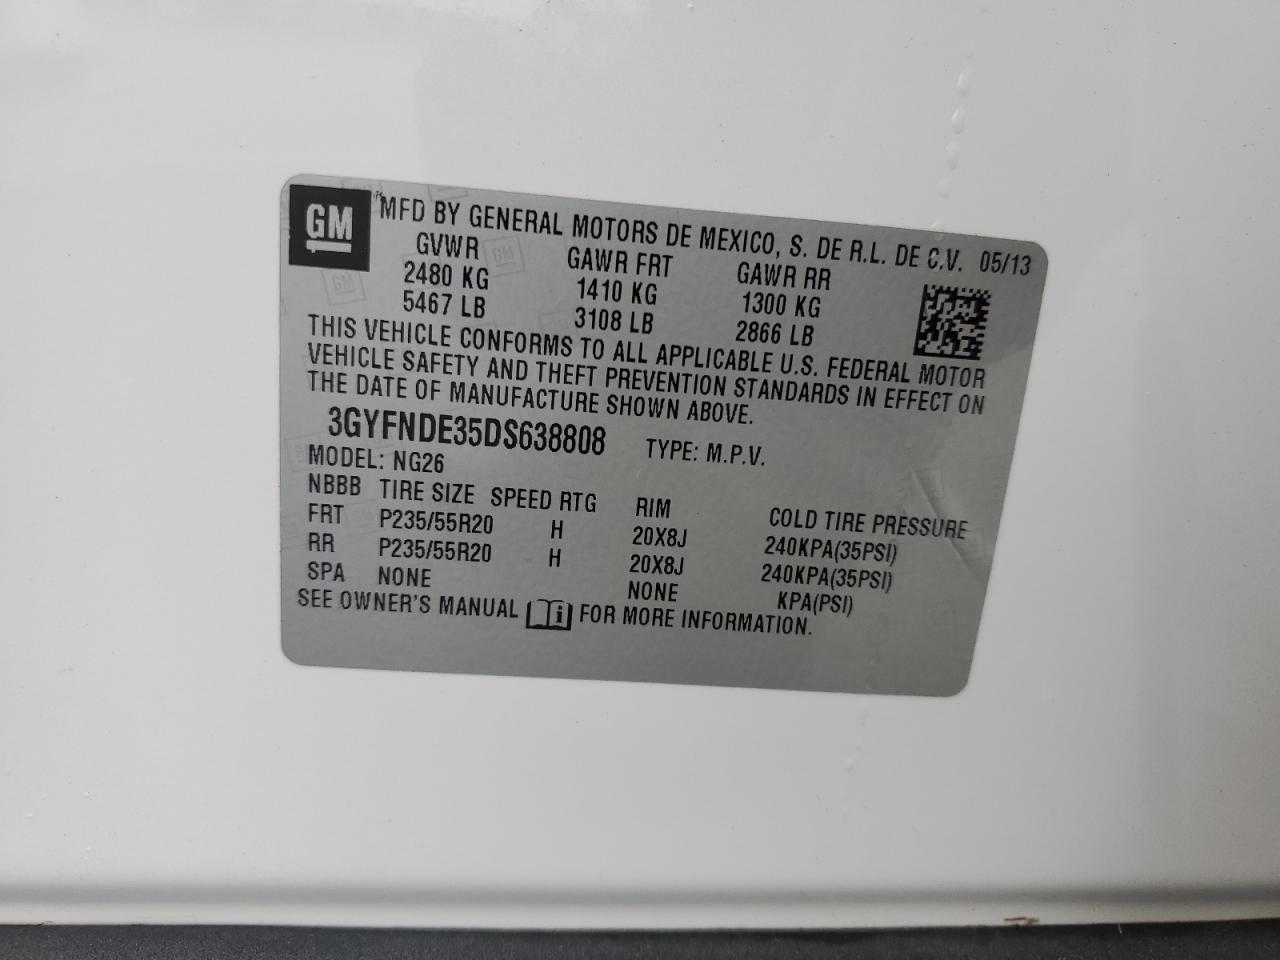 GM MFD BY GENERAL MOTORS DE MEXICO, S. DE R.L. DE C.V. 05/13
GVWR GAWR FRT GAWR RR
2480 KG 1410 KG 1300 KG
5467 LB 3108 LB 2866 LB
THIS VEHICLE CONFORMS TO ALL APPLICABLE U.S. FEDERAL MOTOR
VEHICLE SAFETY AND THEFT PREVENTION STANDARDS IN EFFECT ON
THE DATE OF MANUFACTURE SHOWN ABOVE.
3GYFNDE35DS638808 TYPE: M.P.V.
MODEL: NG26
NBBB TIRE SIZE SPEED RTG RIM COLD TIRE PRESSURE
FRT P235/55R20 H 20X8J 240KPA(35PSI)
RR P235/55R20 H 20X8J 240KPA(35PSI)
SPA NONE NONE KPA(PSI)
SEE OWNER'S MANUAL i FOR MORE INFORMATION.